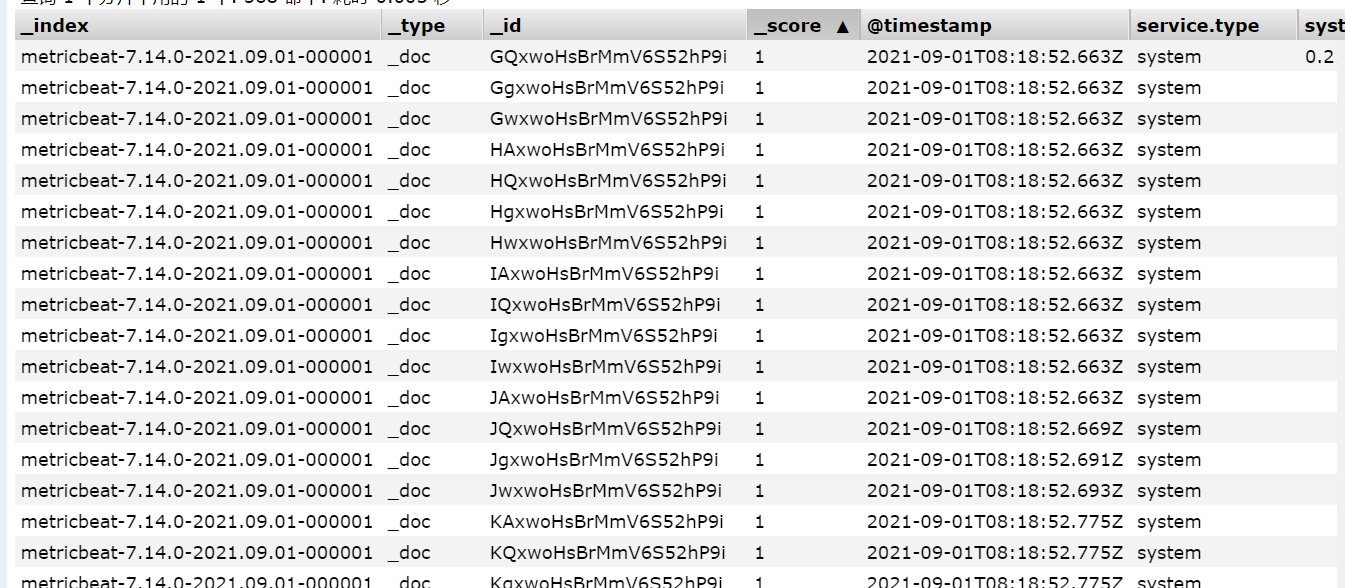 _index _type _id _score ▲ @timestamp service.type syst
metricbeat-7.14.0-2021.09.01-000001 _doc GQxwoHsBrMmV6S52hP9i 1 2021-09-01T08:18:52.663Z system 0.2
metricbeat-7.14.0-2021.09.01-000001 _doc GgxwoHsBrMmV6S52hP9i 1 2021-09-01T08:18:52.663Z system
metricbeat-7.14.0-2021.09.01-000001 _doc GwxwoHsBrMmV6S52hP9i 1 2021-09-01T08:18:52.663Z system
metricbeat-7.14.0-2021.09.01-000001 _doc HAxwoHsBrMmV6S52hP9i 1 2021-09-01T08:18:52.663Z system
metricbeat-7.14.0-2021.09.01-000001 _doc HQxwoHsBrMmV6S52hP9i 1 2021-09-01T08:18:52.663Z system
metricbeat-7.14.0-2021.09.01-000001 _doc HgxwoHsBrMmV6S52hP9i 1 2021-09-01T08:18:52.663Z system
metricbeat-7.14.0-2021.09.01-000001 _doc HwxwoHsBrMmV6S52hP9i 1 2021-09-01T08:18:52.663Z system
metricbeat-7.14.0-2021.09.01-000001 _doc IAxwoHsBrMmV6S52hP9i 1 2021-09-01T08:18:52.663Z system
metricbeat-7.14.0-2021.09.01-000001 _doc IQxwoHsBrMmV6S52hP9i 1 2021-09-01T08:18:52.663Z system
metricbeat-7.14.0-2021.09.01-000001 _doc IgxwoHsBrMmV6S52hP9i 1 2021-09-01T08:18:52.663Z system
metricbeat-7.14.0-2021.09.01-000001 _doc IwxwoHsBrMmV6S52hP9i 1 2021-09-01T08:18:52.663Z system
metricbeat-7.14.0-2021.09.01-000001 _doc JAxwoHsBrMmV6S52hP9i 1 2021-09-01T08:18:52.663Z system
metricbeat-7.14.0-2021.09.01-000001 _doc JQxwoHsBrMmV6S52hP9i 1 2021-09-01T08:18:52.669Z system
metricbeat-7.14.0-2021.09.01-000001 _doc JgxwoHsBrMmV6S52hP9i 1 2021-09-01T08:18:52.691Z system
metricbeat-7.14.0-2021.09.01-000001 _doc JwxwoHsBrMmV6S52hP9i 1 2021-09-01T08:18:52.693Z system
metricbeat-7.14.0-2021.09.01-000001 _doc KAxwoHsBrMmV6S52hP9i 1 2021-09-01T08:18:52.775Z system
metricbeat-7.14.0-2021.09.01-000001 _doc KQxwoHsBrMmV6S52hP9i 1 2021-09-01T08:18:52.775Z system
metricbeat-7.14.0-2021.09.01-000001 _doc KgxwoHsBrMmV6S52hP9i 1 2021-09-01T08:18:52.775Z system